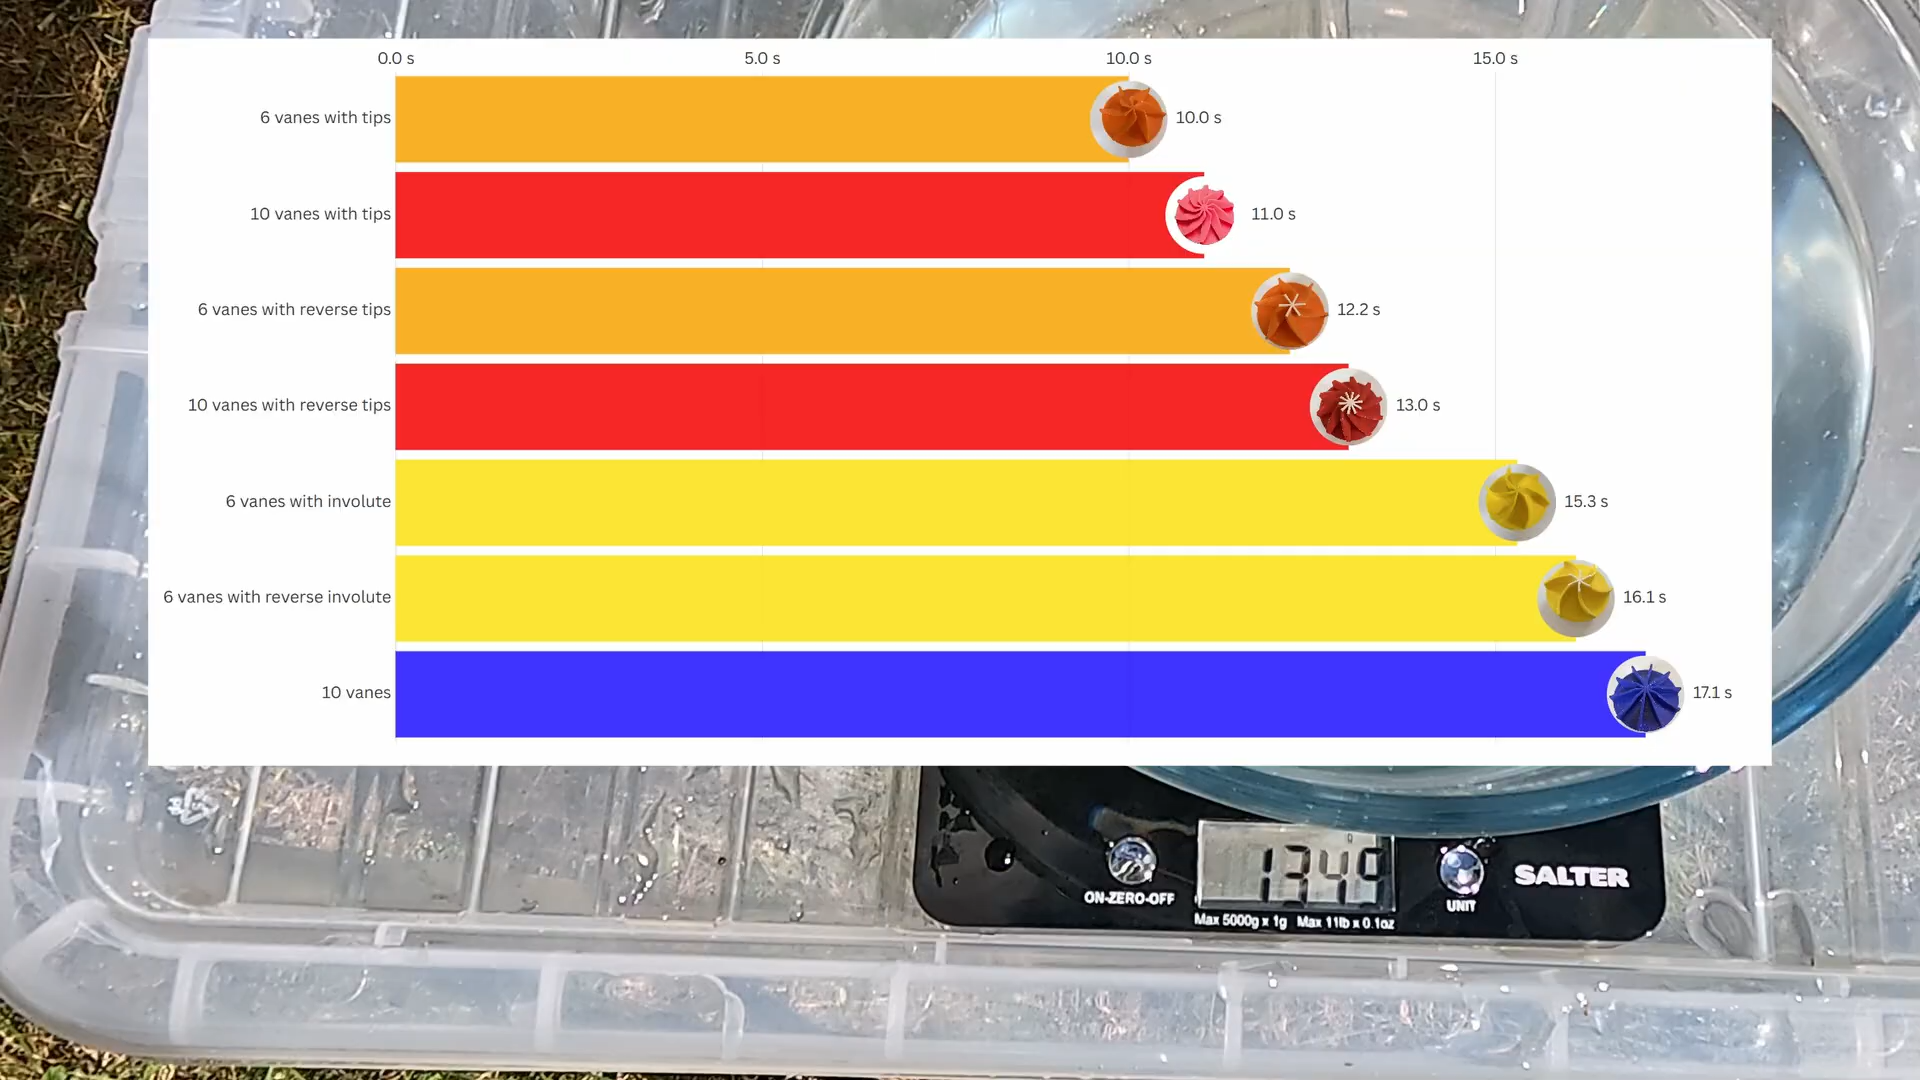 0.0 s 5.0 s 10.0 s 15.0 s
6 vanes with tips 10.0 s
10 vanes with tips 11.0 s
6 vanes with reverse tips 12.2 s
10 vanes with reverse tips 13.0 s
6 vanes with involute 15.3 s
6 vanes with reverse involute 16.1 s
10 vanes 17.1 s
1349
ON-ZERO-OFF
UNIT
SALTER
Max 5000g x 1g Max 11lb x 0.1oz